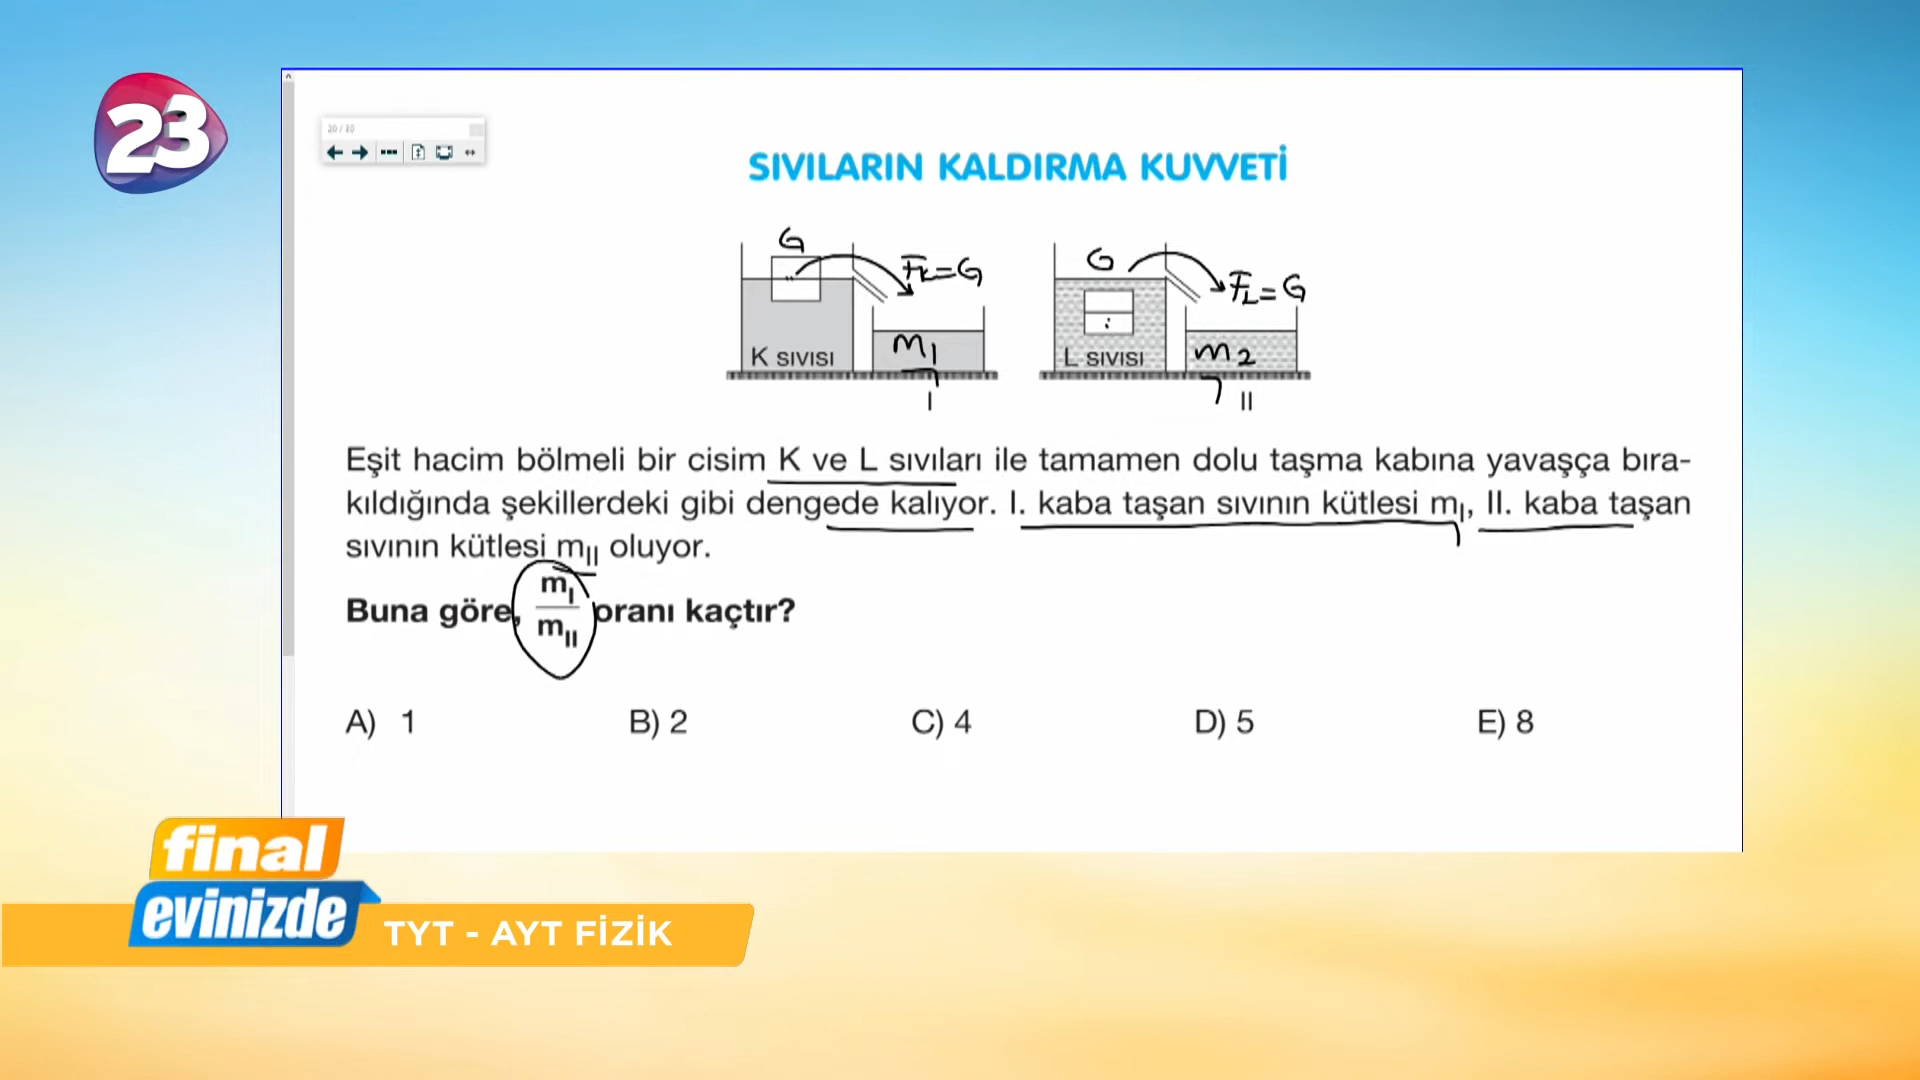 23
20 / 20
SIVILARIN KALDIRMA KUVVETİ
G
FK=G
G
FL=G
K SIVISI
m1
L SIVISI
m2
I
II
Eşit hacim bölmeli bir cisim K ve L sıvıları ile tamamen dolu taşma kabına yavaşça bıra-
kıldığında şekillerdeki gibi dengede kalıyor. I. kaba taşan sıvının kütlesi mI, II. kaba taşan
sıvının kütlesi mII oluyor.
Buna göre, mI/mII oranı kaçtır?
A) 1 B) 2 C) 4 D) 5 E) 8
final
evinizde
TYT - AYT FİZİK